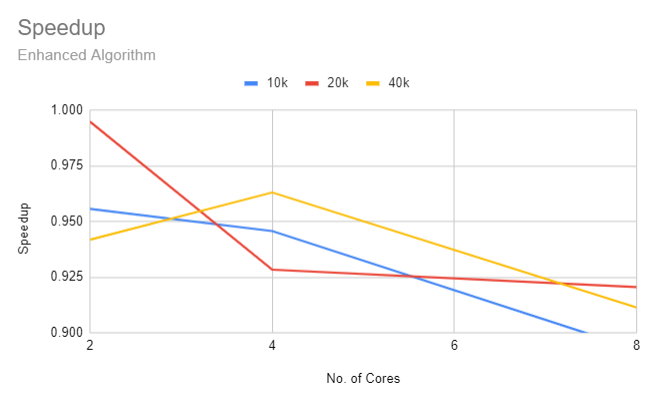 Speedup
Enhanced Algorithm
10k 20k 40k
1.000
0.975
0.950
0.925
0.900
Speedup
2 4 6 8
No. of Cores